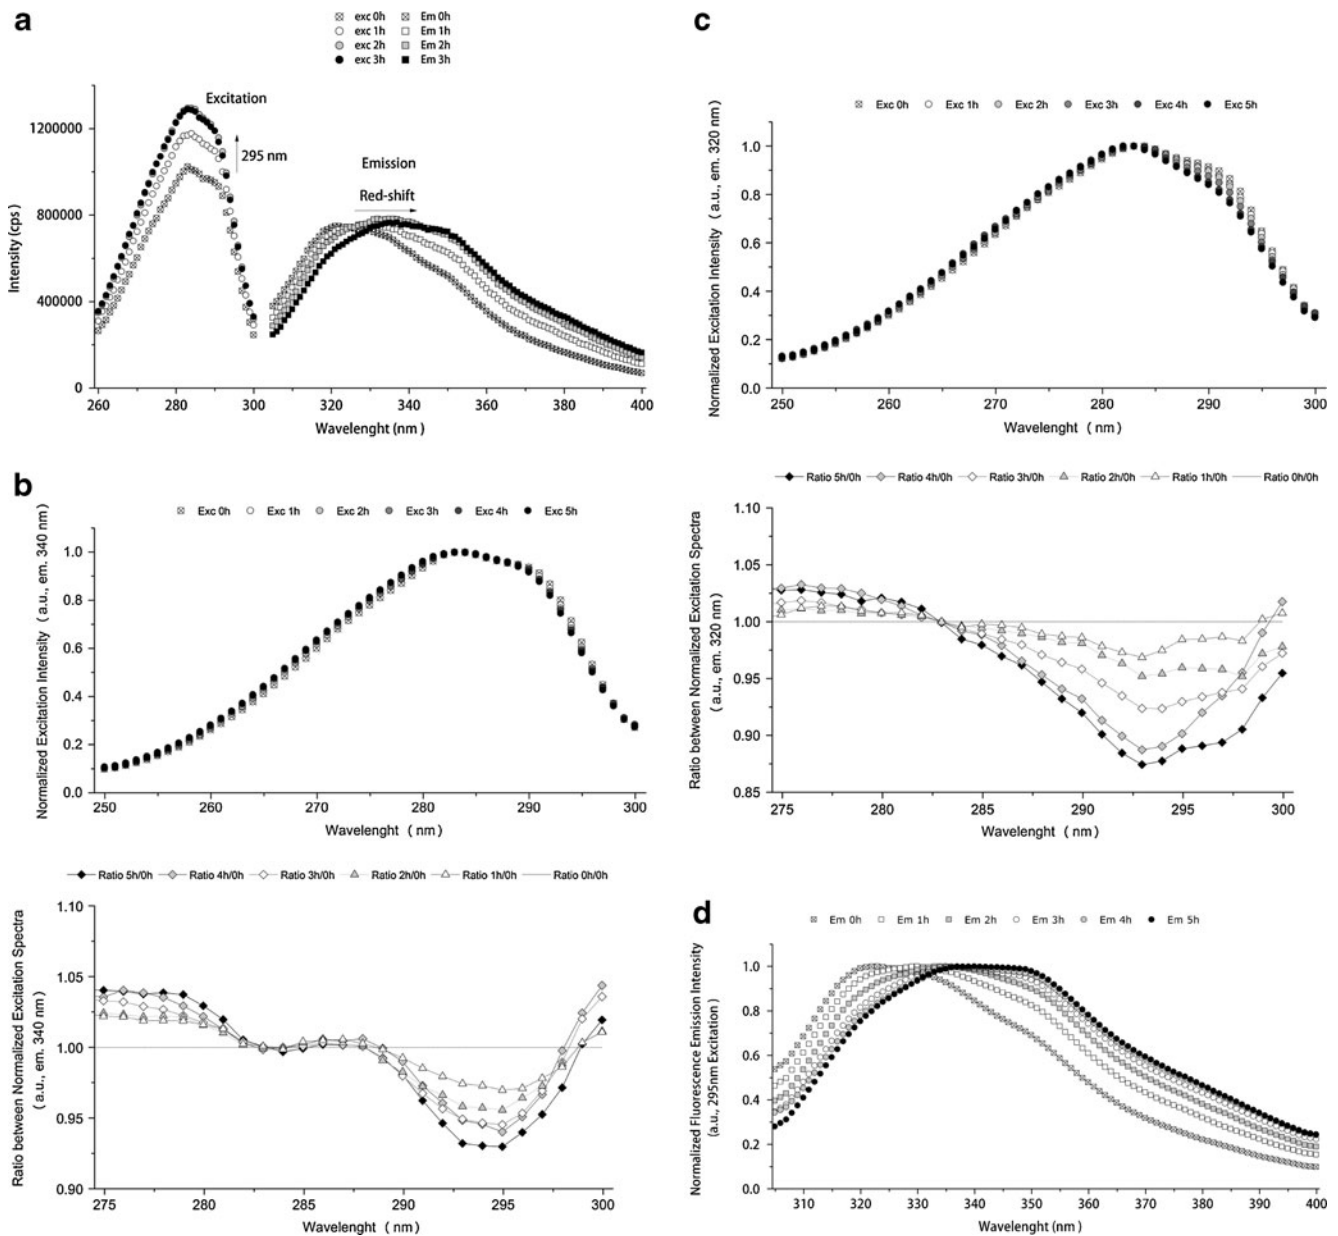 a
exc 0h Em 0h
exc 1h Em 1h
exc 2h Em 2h
exc 3h Em 3h
Excitation
295 nm
Emission
Red-shift
Intensity (cps)
1200000
800000
400000
0
260 280 300 320 340 360 380 400
Wavelenght (nm)
b
Exc 0h Exc 1h Exc 2h Exc 3h Exc 4h Exc 5h
Normalized Excitation Intensity (a.u., em. 340 nm)
1.0
0.8
0.6
0.4
0.2
0.0
250 260 270 280 290 300
Wavelenght (nm)
Ratio 5h/0h Ratio 4h/0h Ratio 3h/0h Ratio 2h/0h Ratio 1h/0h Ratio 0h/0h
Ratio between Normalized Excitation Spectra
(a.u., em. 340 nm)
1.10
1.05
1.00
0.95
0.90
275 280 285 290 295 300
Wavelenght (nm)
c
Exc 0h Exc 1h Exc 2h Exc 3h Exc 4h Exc 5h
Normalized Excitation Intensity (a.u., em. 320 nm)
1.0
0.8
0.6
0.4
0.2
0.0
250 260 270 280 290 300
Wavelenght (nm)
Ratio 5h/0h Ratio 4h/0h Ratio 3h/0h Ratio 2h/0h Ratio 1h/0h Ratio 0h/0h
Ratio between Normalized Excitation Spectra
(a.u., em. 320 nm)
1.10
1.05
1.00
0.95
0.90
0.85
275 280 285 290 295 300
Wavelenght (nm)
d
Em 0h Em 1h Em 2h Em 3h Em 4h Em 5h
Normalized Fluorescence Emission Intensity
(a.u., 295nm Excitation)
1.0
0.8
0.6
0.4
0.2
0.0
310 320 330 340 350 360 370 380 390 400
Wavelenght (nm)